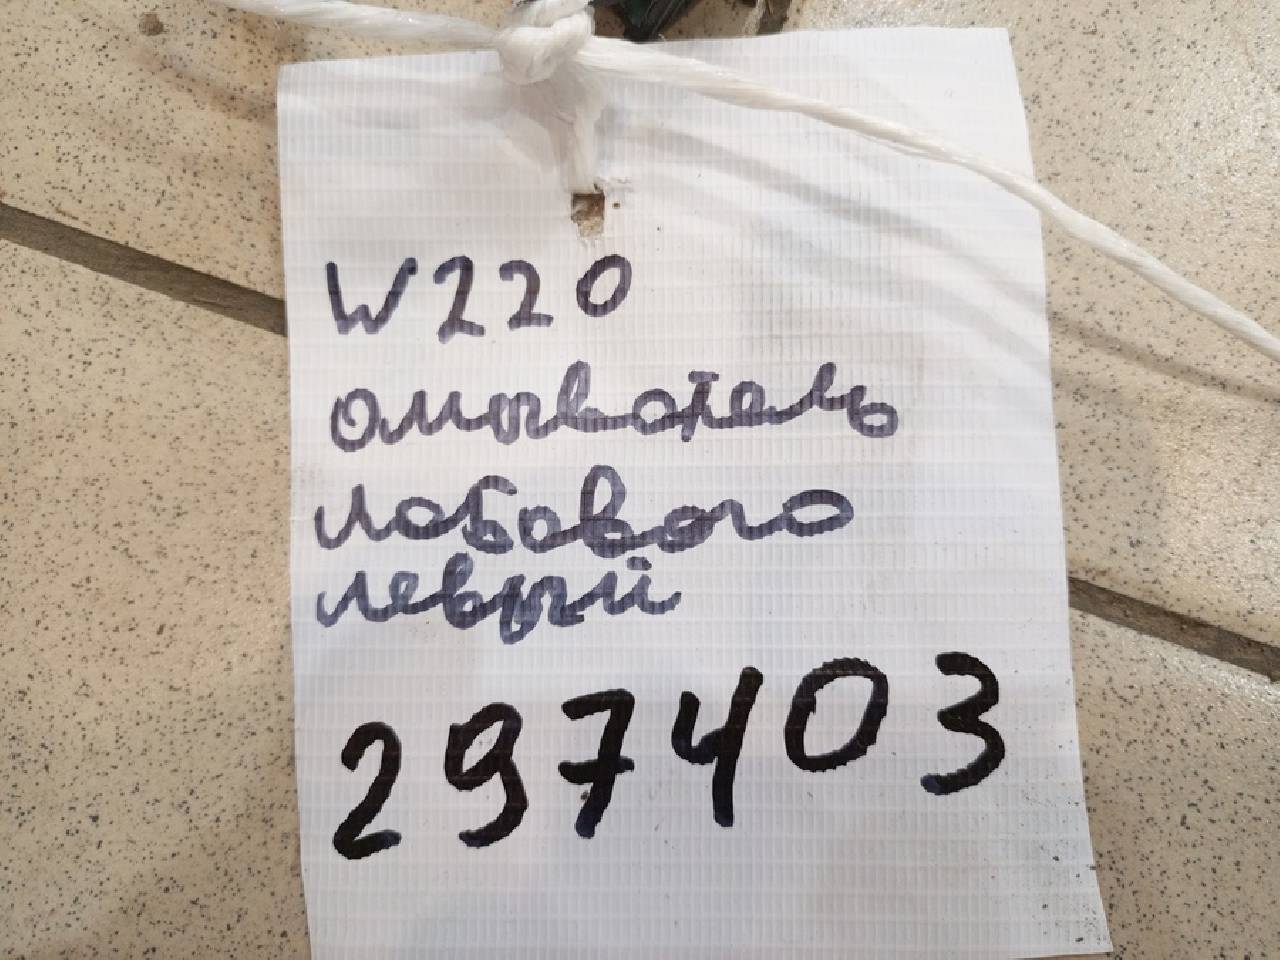 W220
омыватель
лобового
левый
297403